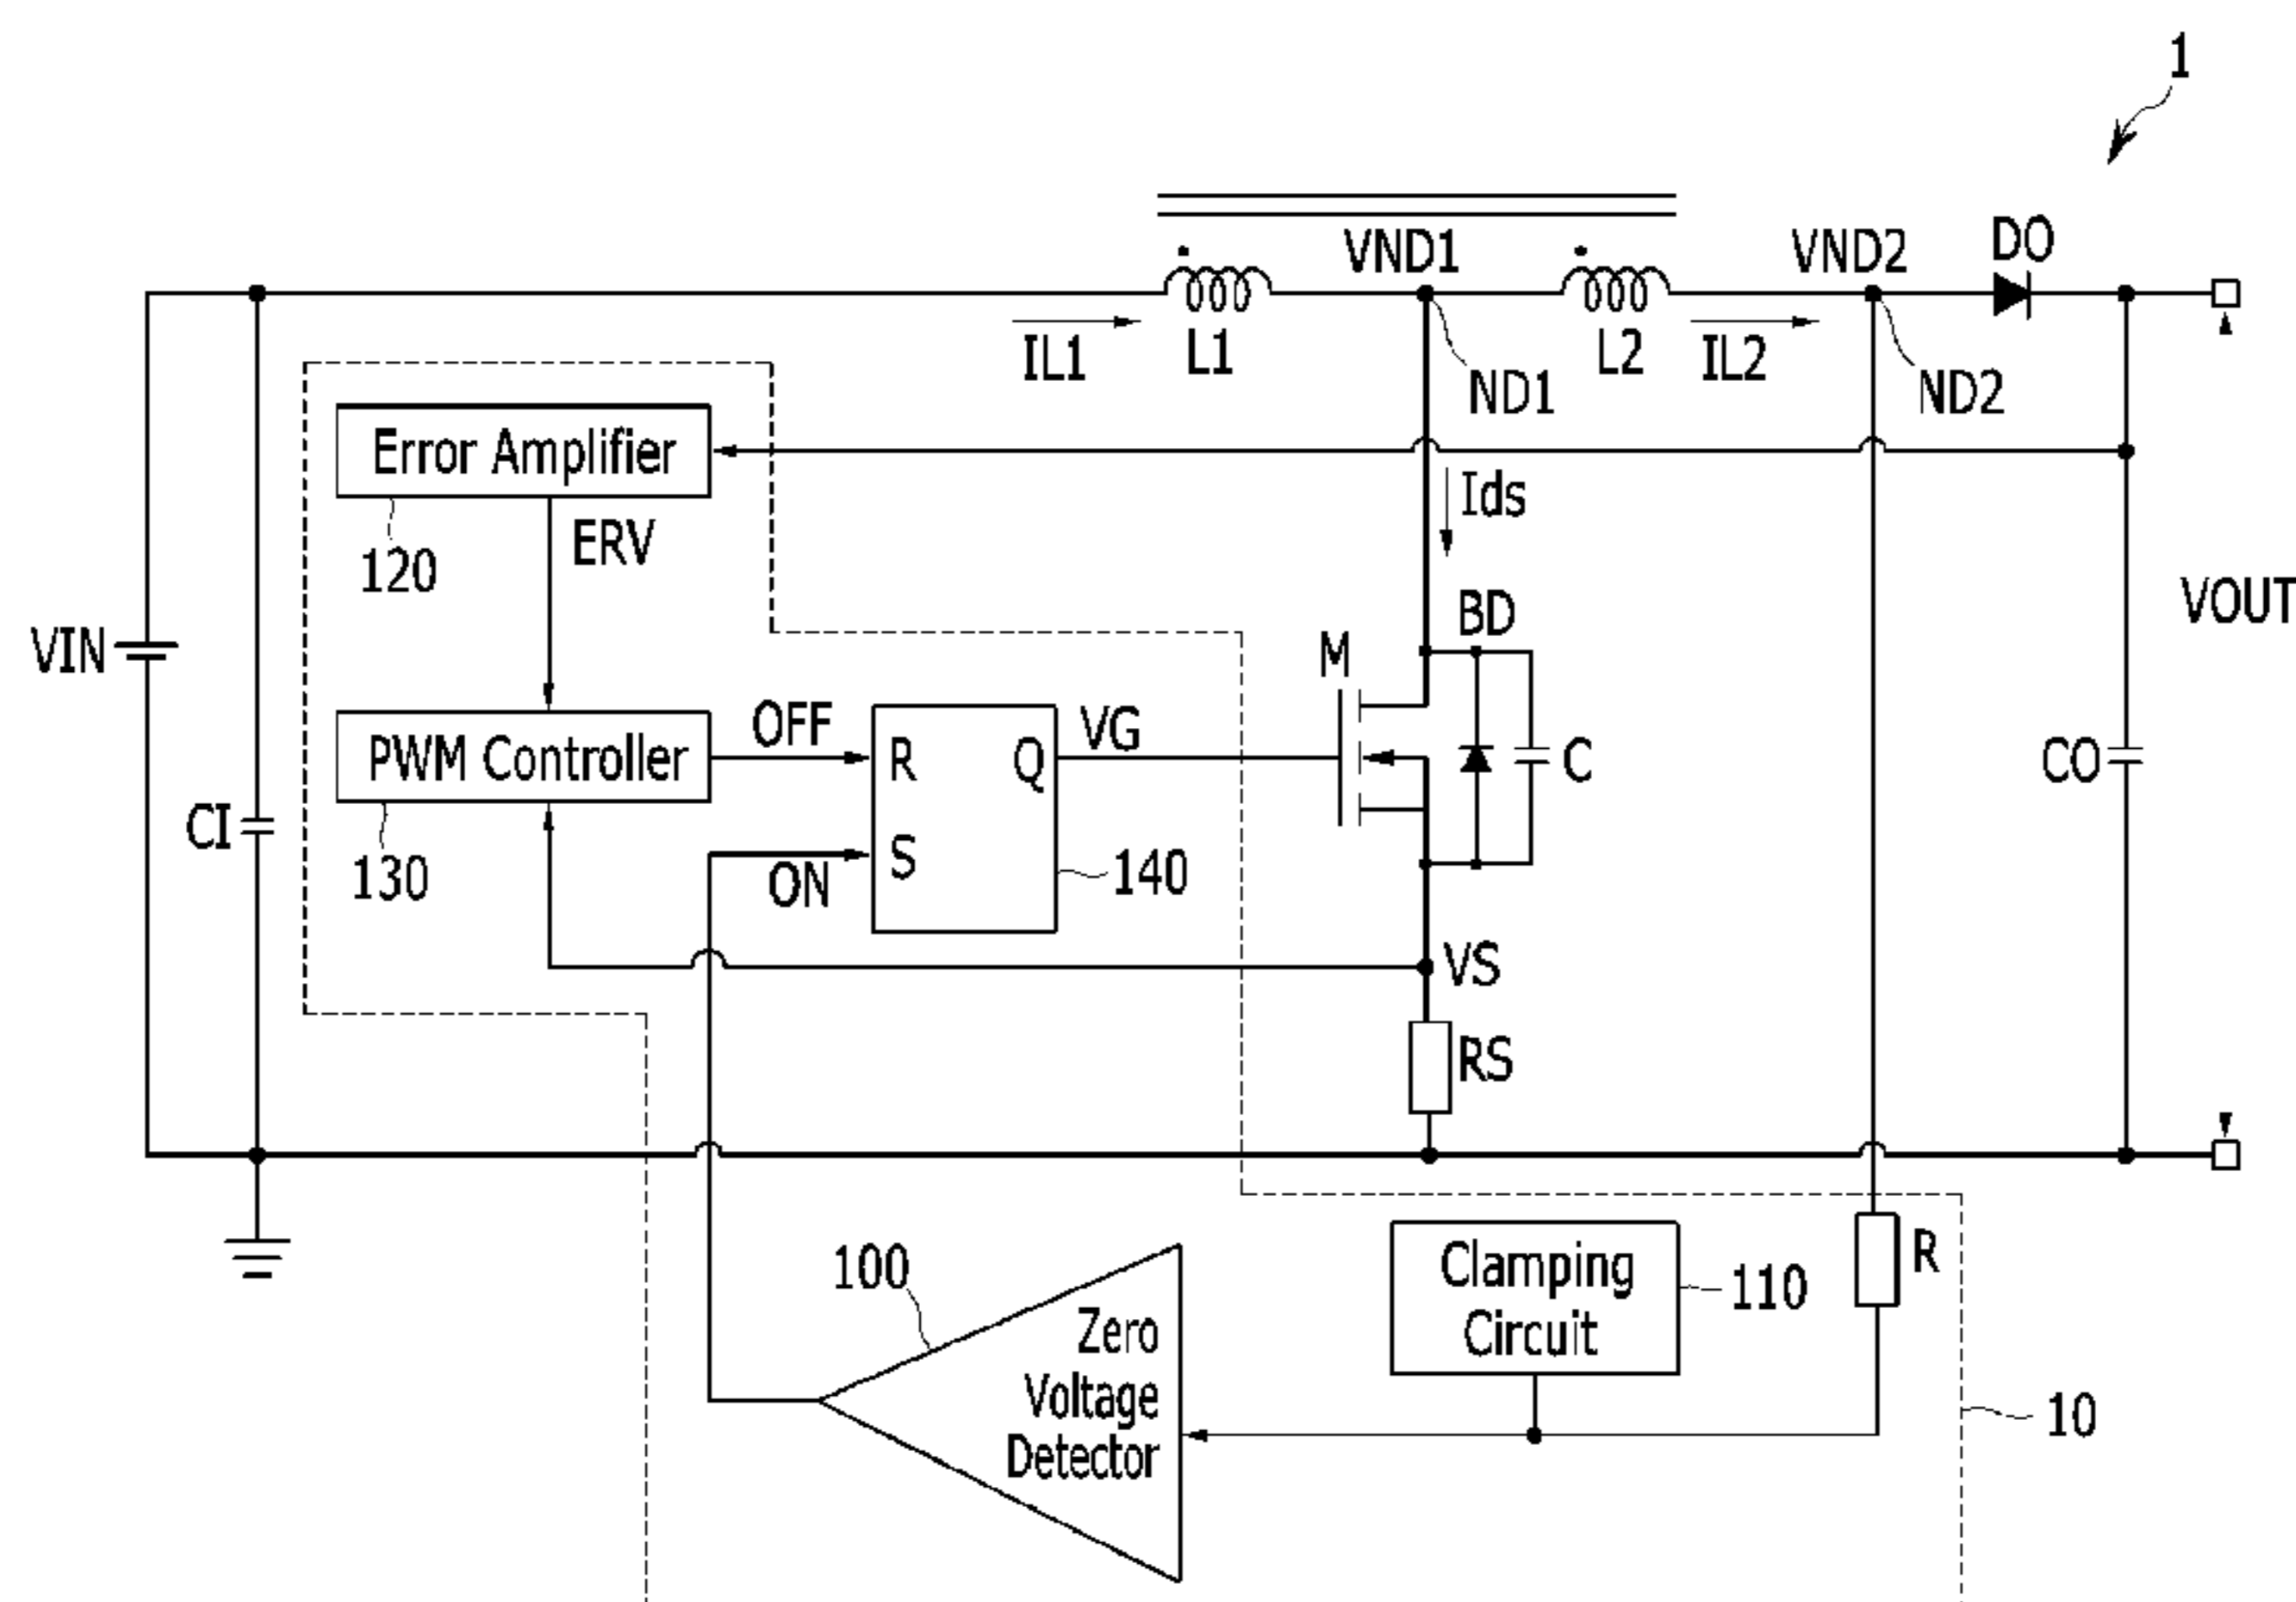 1
VND1
VND2
DO
IL1
L1
ND1
L2
IL2
ND2
Error Amplifier
Ids
120
ERV
BD
VOUT
VIN
M
OFF
VG
PWM Controller
R
Q
C
CO
CI
130
ON
S
140
VS
RS
100
Zero
Voltage
Detector
Clamping
Circuit
110
R
10